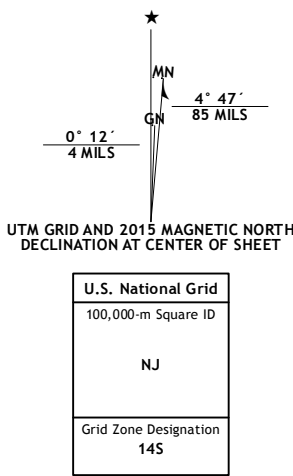 ★
MN
4° 47´
85 MILS
GN
0° 12´
4 MILS
UTM GRID AND 2015 MAGNETIC NORTH
DECLINATION AT CENTER OF SHEET
U.S. National Grid
100,000-m Square ID
NJ
Grid Zone Designation
14S